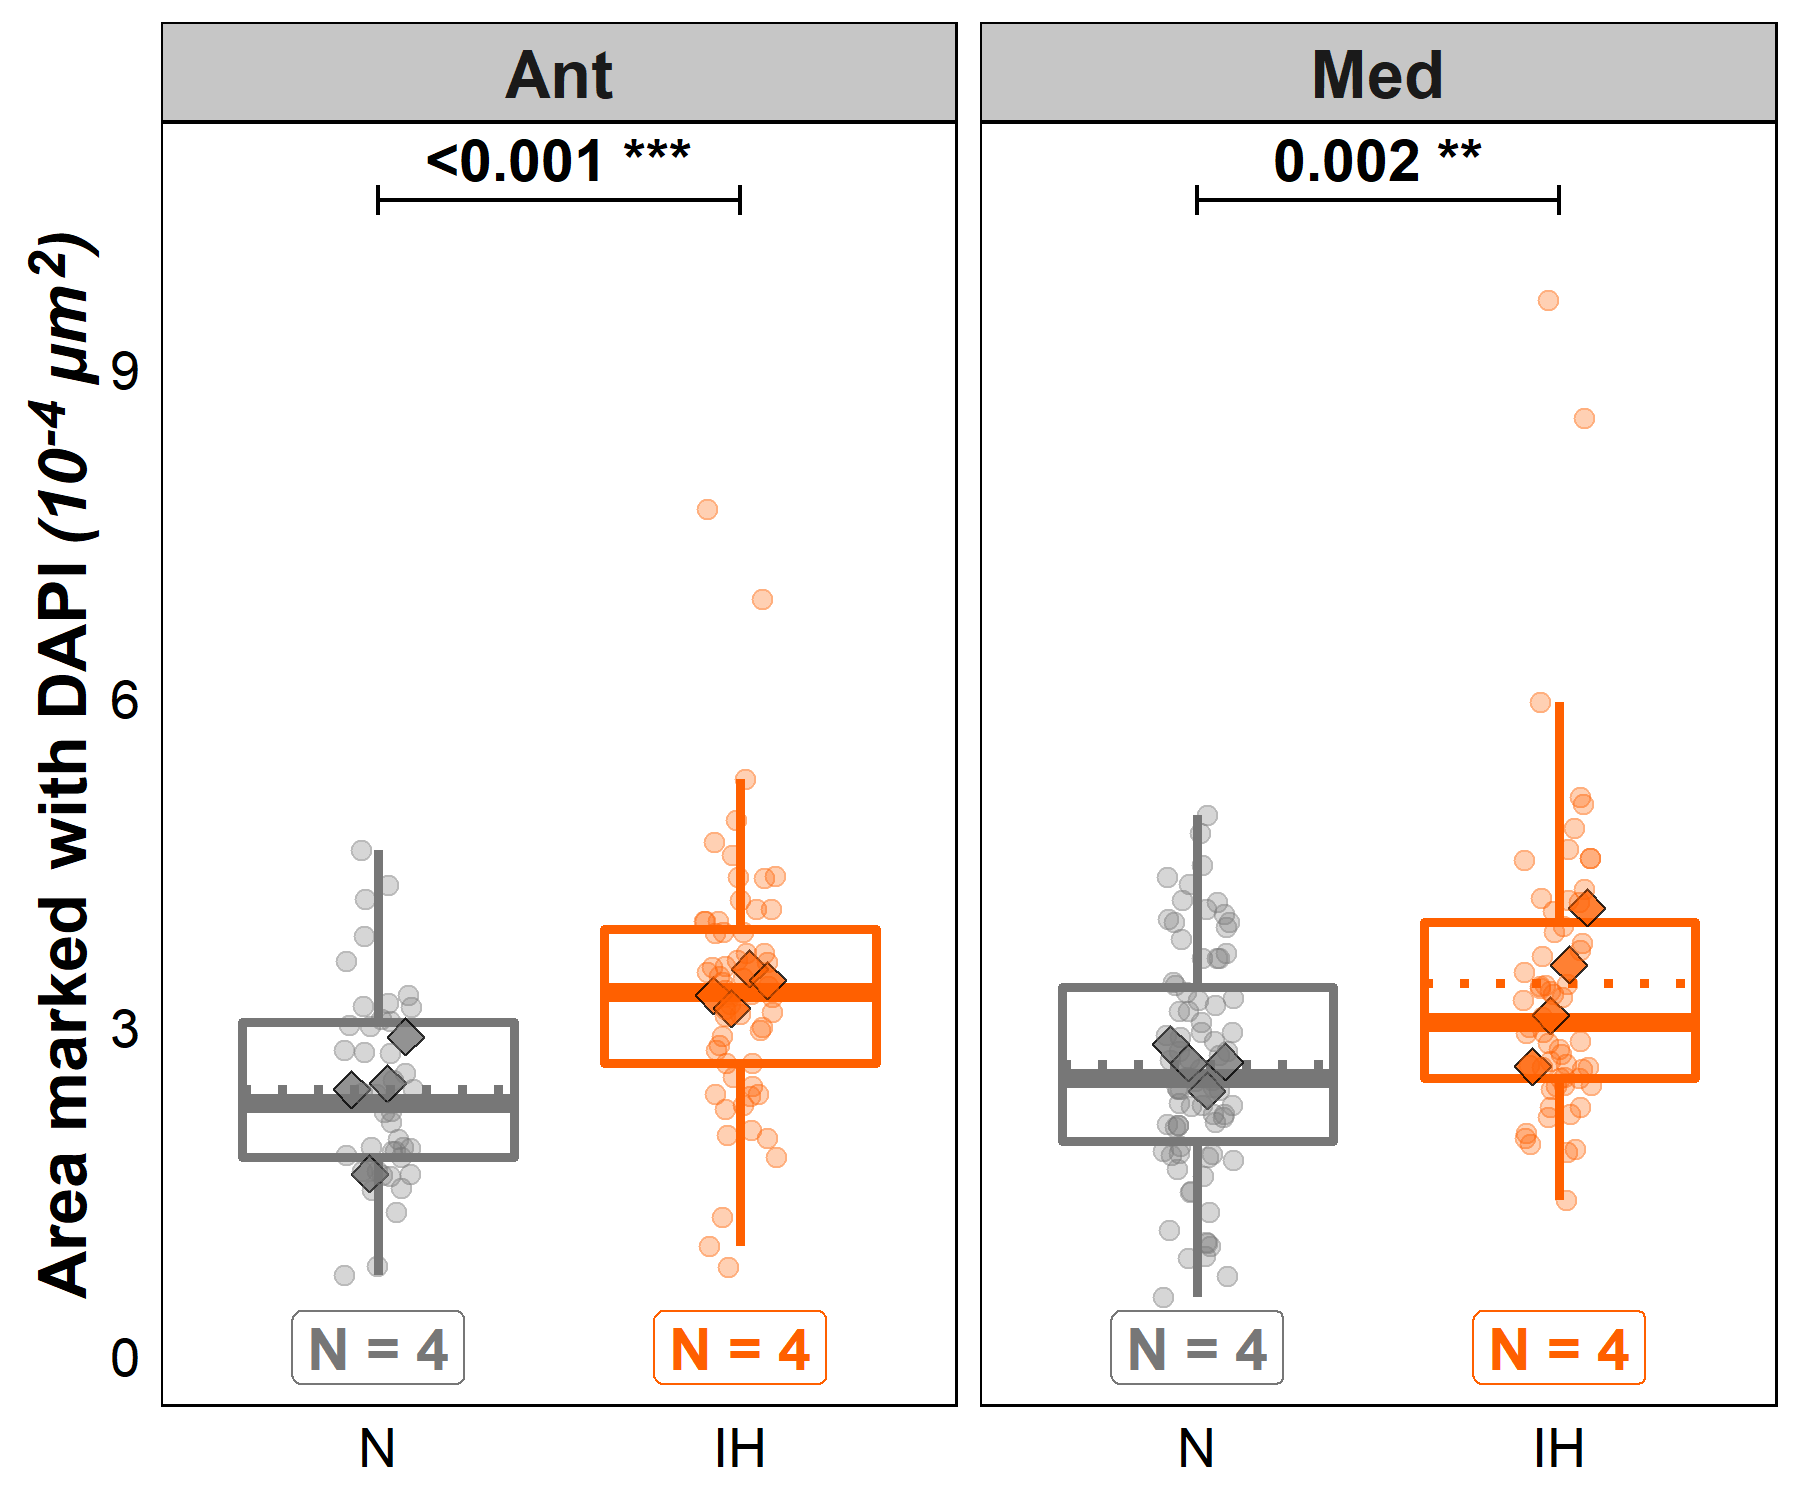 Ant
Med
<0.001 ***
0.002 **
Area marked with DAPI (10⁻⁴ µm²)
9
6
3
0
N = 4
N = 4
N = 4
N = 4
N
IH
N
IH